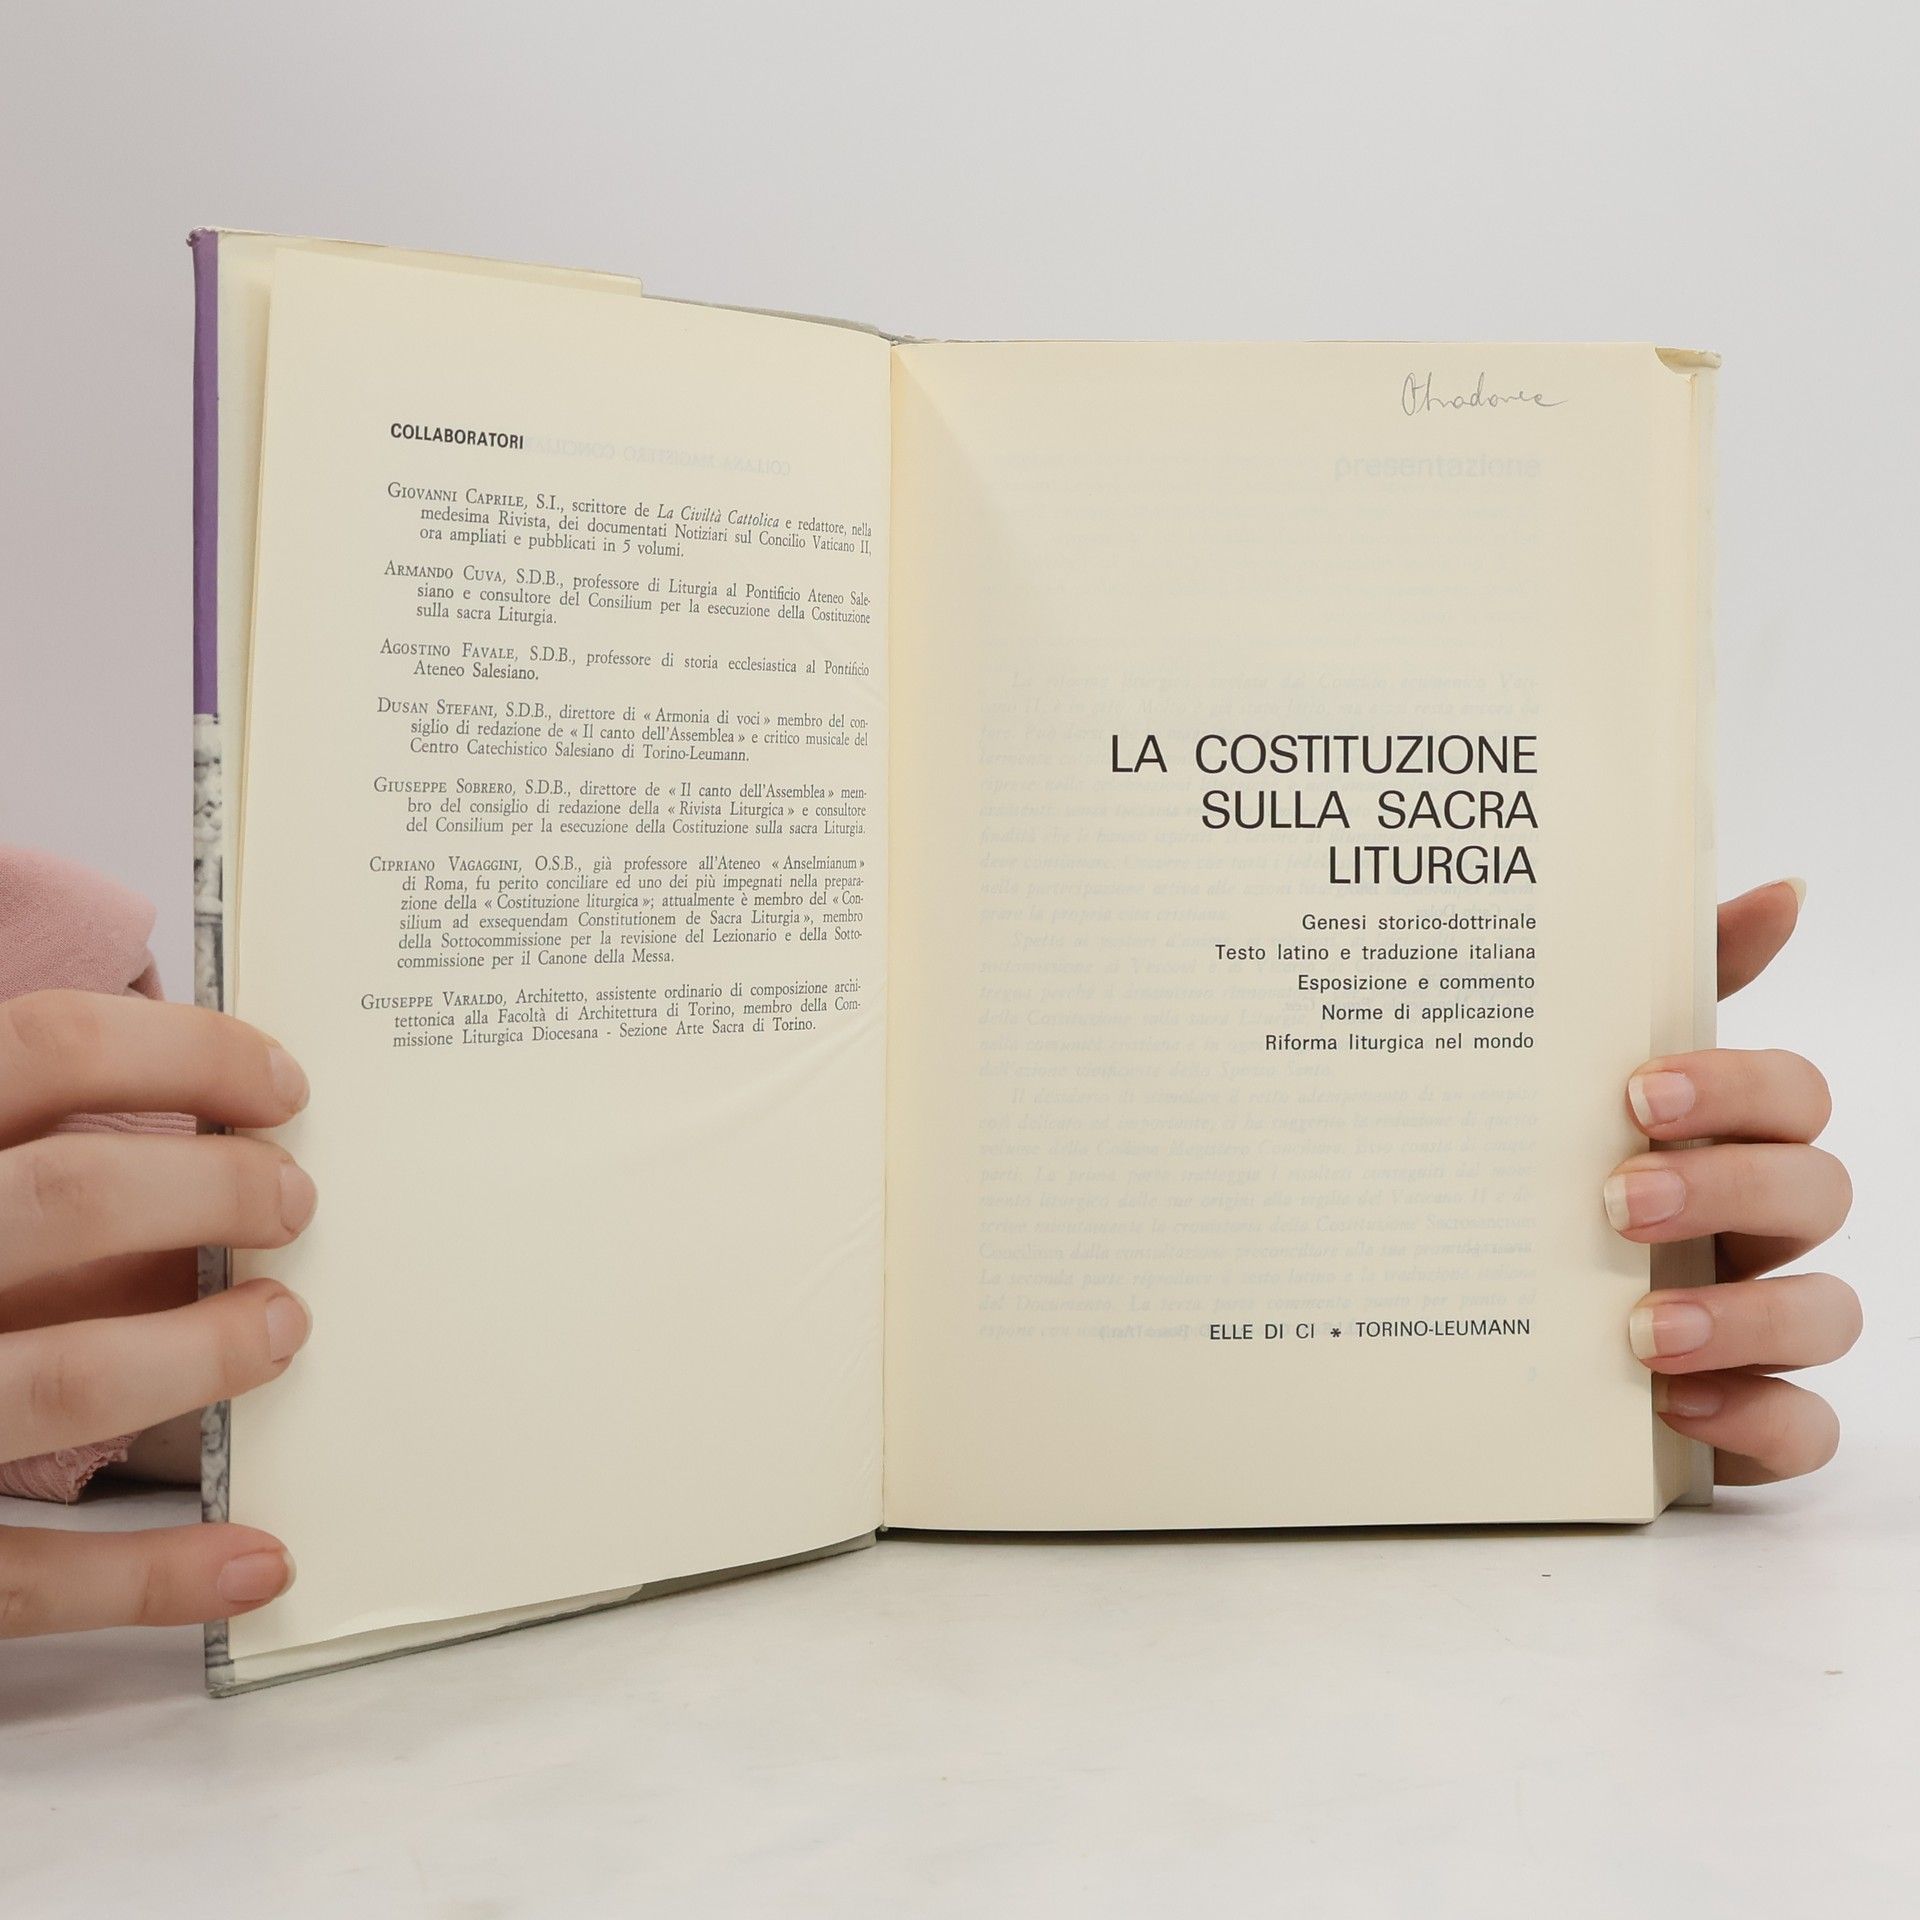 COLLABORATORI
GIOVANNI CAPRILE, S.I., scrittore de La Civiltà Cattolica e redattore, nella
medesima Rivista, dei documentati Notiziari sul Concilio Vaticano II,
ora ampliati e pubblicati in 5 volumi.
ARMANDO CUVA, S.D.B., professore di Liturgia al Pontificio Ateneo Sale-
siano e consultore del Consilium per la esecuzione della Costituzione
sulla sacra Liturgia.
AGOSTINO FAVALE, S.D.B., professore di storia ecclesiastica al Pontificio
Ateneo Salesiano.
DUSAN STEFANI, S.D.B., direttore di « Armonia di voci » membro del con-
siglio di redazione de « Il canto dell'Assemblea » e critico musicale del
Centro Catechistico Salesiano di Torino-Leumann.
GIUSEPPE SOBRERO, S.D.B., direttore de « Il canto dell'Assemblea » mem-
bro del consiglio di redazione della « Rivista Liturgica » e consultore
del Consilium per la esecuzione della Costituzione sulla sacra Liturgia.
CIPRIANO VAGAGGINI, O.S.B., già professore all'Ateneo « Anselmianum »
di Roma, fu perito conciliare ed uno dei più impegnati nella prepara-
zione della « Costituzione liturgica »; attualmente è membro del « Con-
silium ad exsequendam Constitutionem de Sacra Liturgia », membro
della Sottocommissione per la revisione del Lezionario e della Sotto-
commissione per il Canone della Messa.
GIUSEPPE VARALDO, Architetto, assistente ordinario di composizione archi-
tettonica alla Facoltà di Architettura di Torino, membro della Com-
missione Liturgica Diocesana - Sezione Arte Sacra di Torino.
presentazione
LA COSTITUZIONE
SULLA SACRA
LITURGIA
Genesi storico-dottrinale
Testo latino e traduzione italiana
Esposizione e commento
Norme di applicazione
Riforma liturgica nel mondo
ELLE DI CI * TORINO-LEUMANN